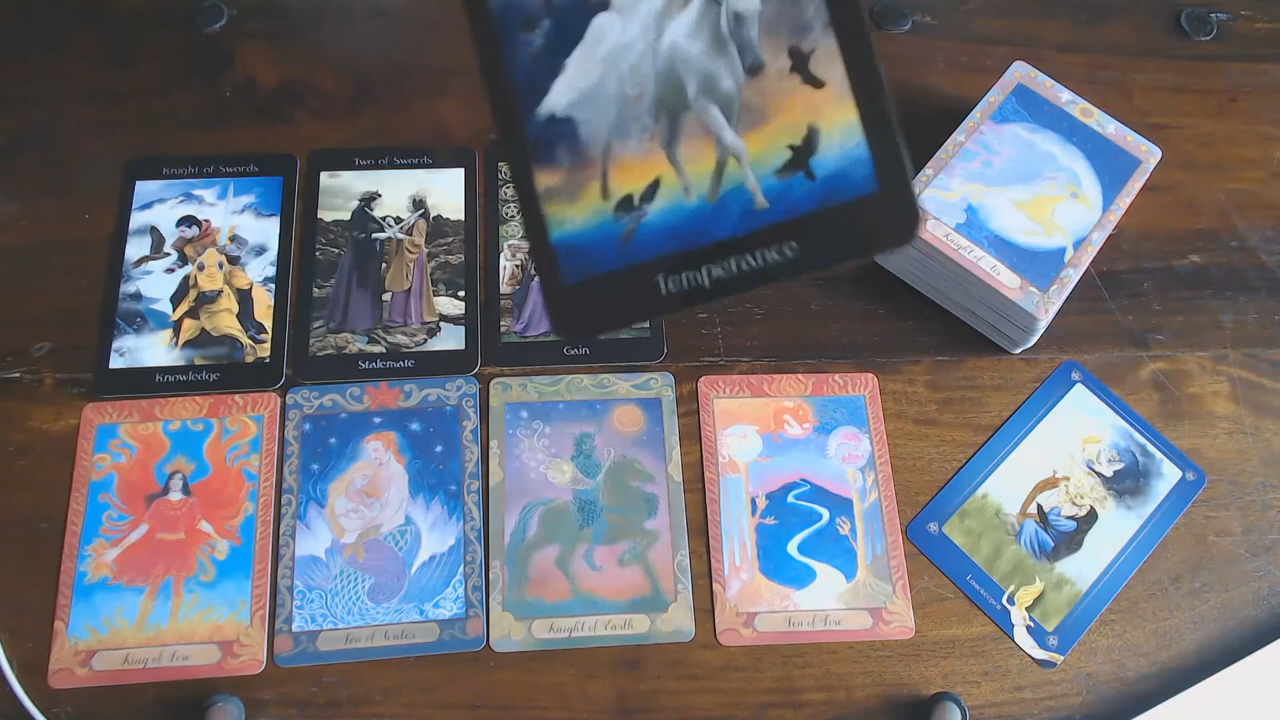 Temperance
Knight of Swords
Two of Swords
Knowledge
Stalemate
Gain
Knight of Air
King of Fire
Ten of Water
Knight of Earth
Ten of Fire